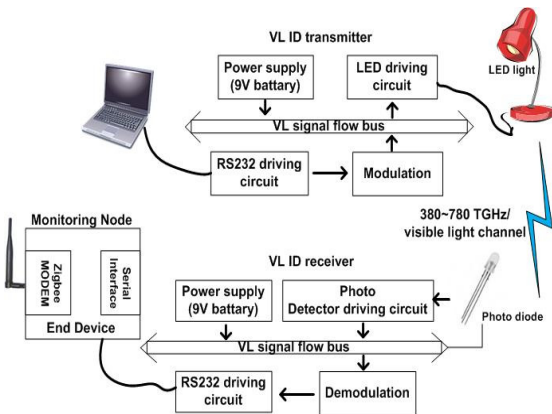 VL ID transmitter
Power supply
(9V battary)
LED driving
circuit
LED light
VL signal flow bus
RS232 driving
circuit
Modulation
380~780 TGHz/
visible light channel
Monitoring Node
Zigbee
MODEM
Serial
Interface
End Device
VL ID receiver
Power supply
(9V battary)
Photo
Detector driving circuit
Photo diode
VL signal flow bus
RS232 driving
circuit
Demodulation